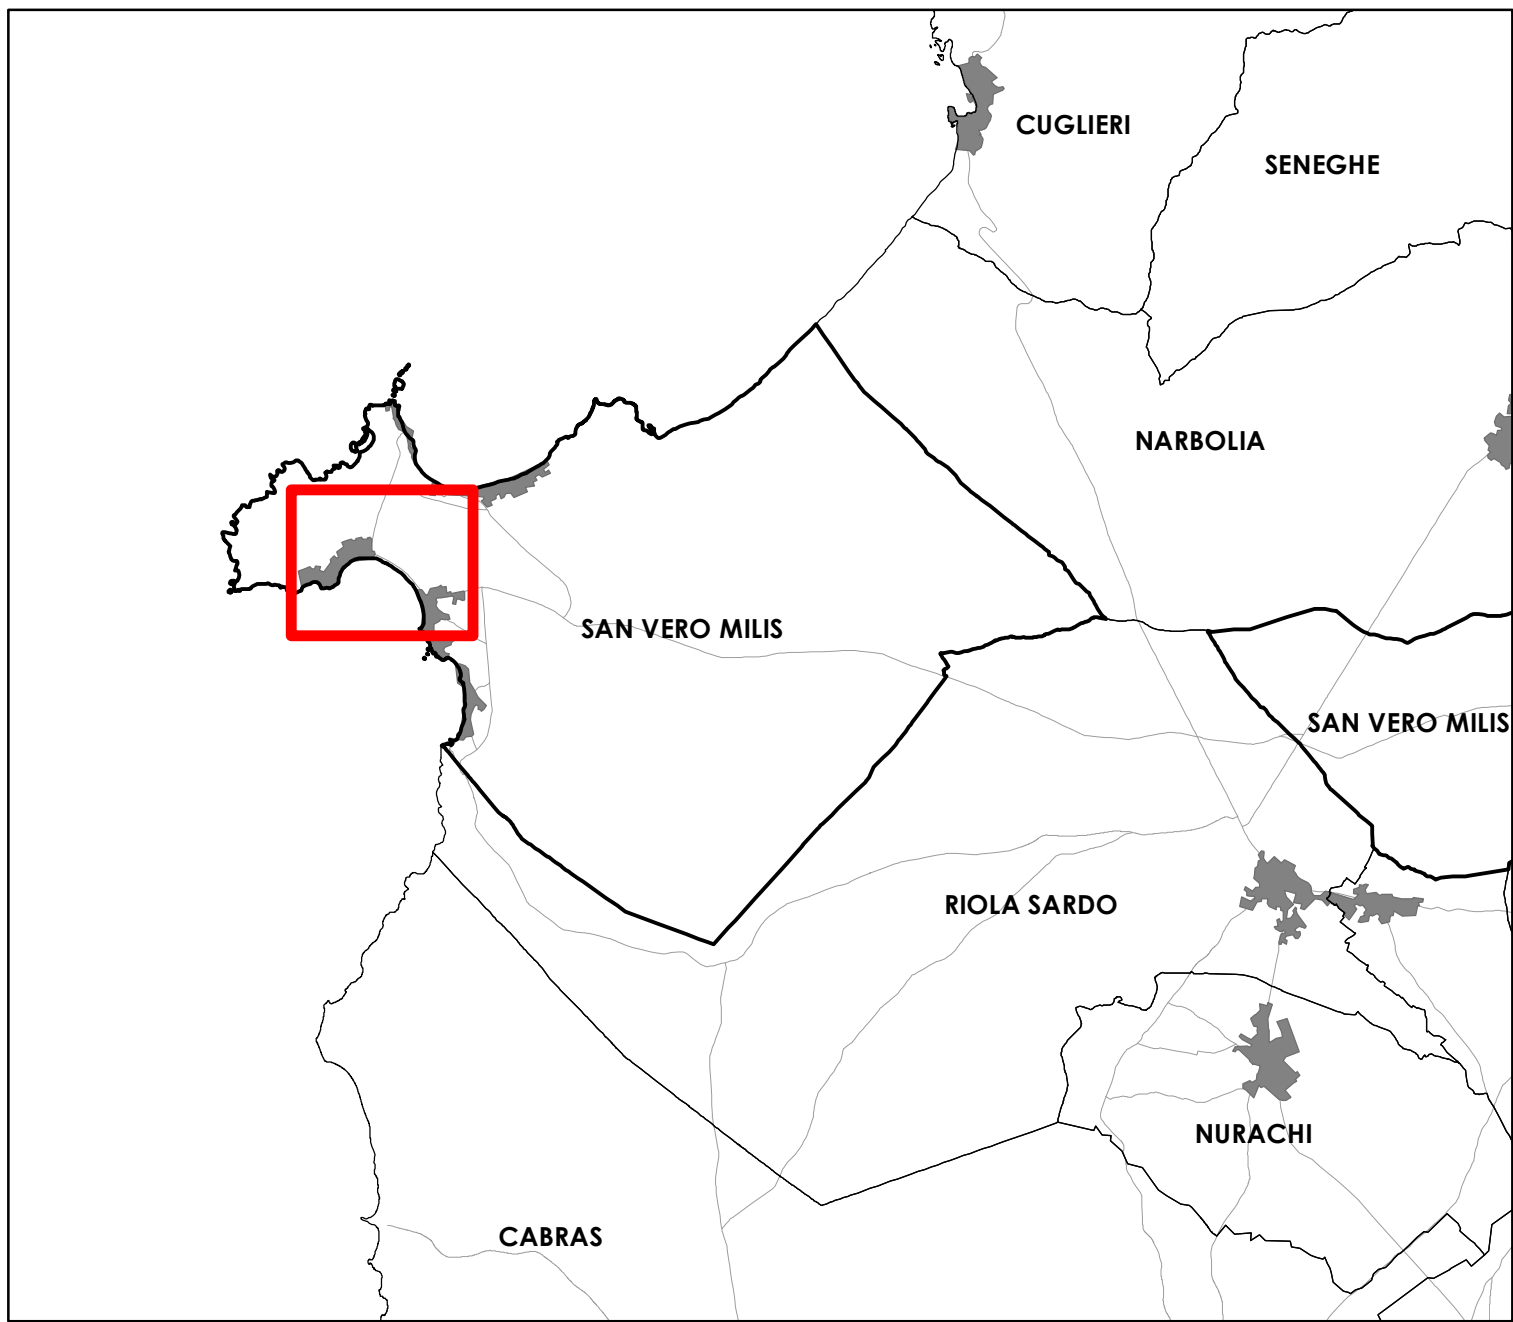 CUGLIERI
SENEGHE
NARBOLIA
SAN VERO MILIS
SAN VERO MILIS
RIOLA SARDO
NURACHI
CABRAS